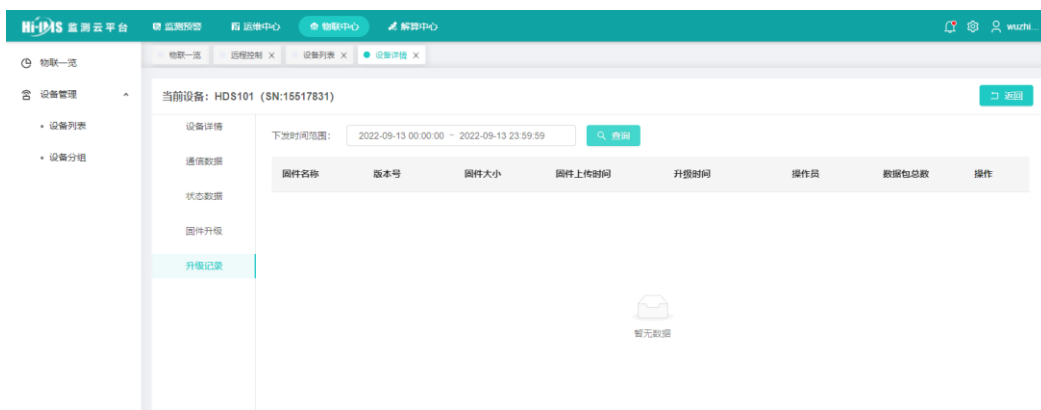 Hi-IMS 监测云平台 监测预警 运维中心 物联中心 解算中心 wuzhi...
物联一览 远程控制 × 设备列表 × 设备详情 ×
物联一览
设备管理
设备列表
设备分组
当前设备：HDS101（SN:15517831） 返回
设备详情
通信数据
状态数据
固件升级
升级记录
下发时间范围： 2022-09-13 00:00:00 ~ 2022-09-13 23:59:59 查询
固件名称 版本号 固件大小 固件上传时间 升级时间 操作员 数据包总数 操作
暂无数据